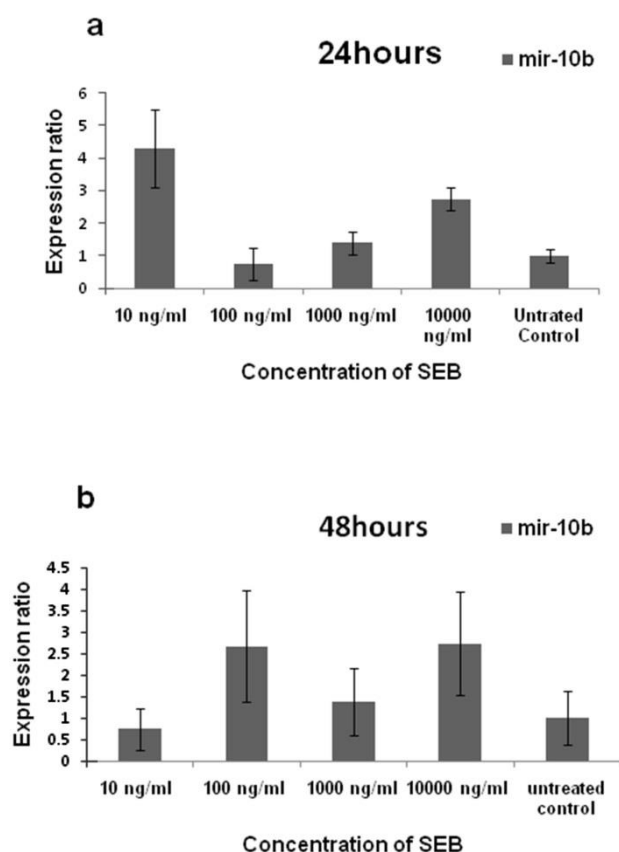 a
24hours
mir-10b
Expression ratio
6
5
4
3
2
1
0
10 ng/ml 100 ng/ml 1000 ng/ml 10000 ng/ml Untrated Control
Concentration of SEB
b
48hours
mir-10b
Expression ratio
4.5
4
3.5
3
2.5
2
1.5
1
0.5
0
10 ng/ml 100 ng/ml 1000 ng/ml 10000 ng/ml untreated control
Concentration of SEB